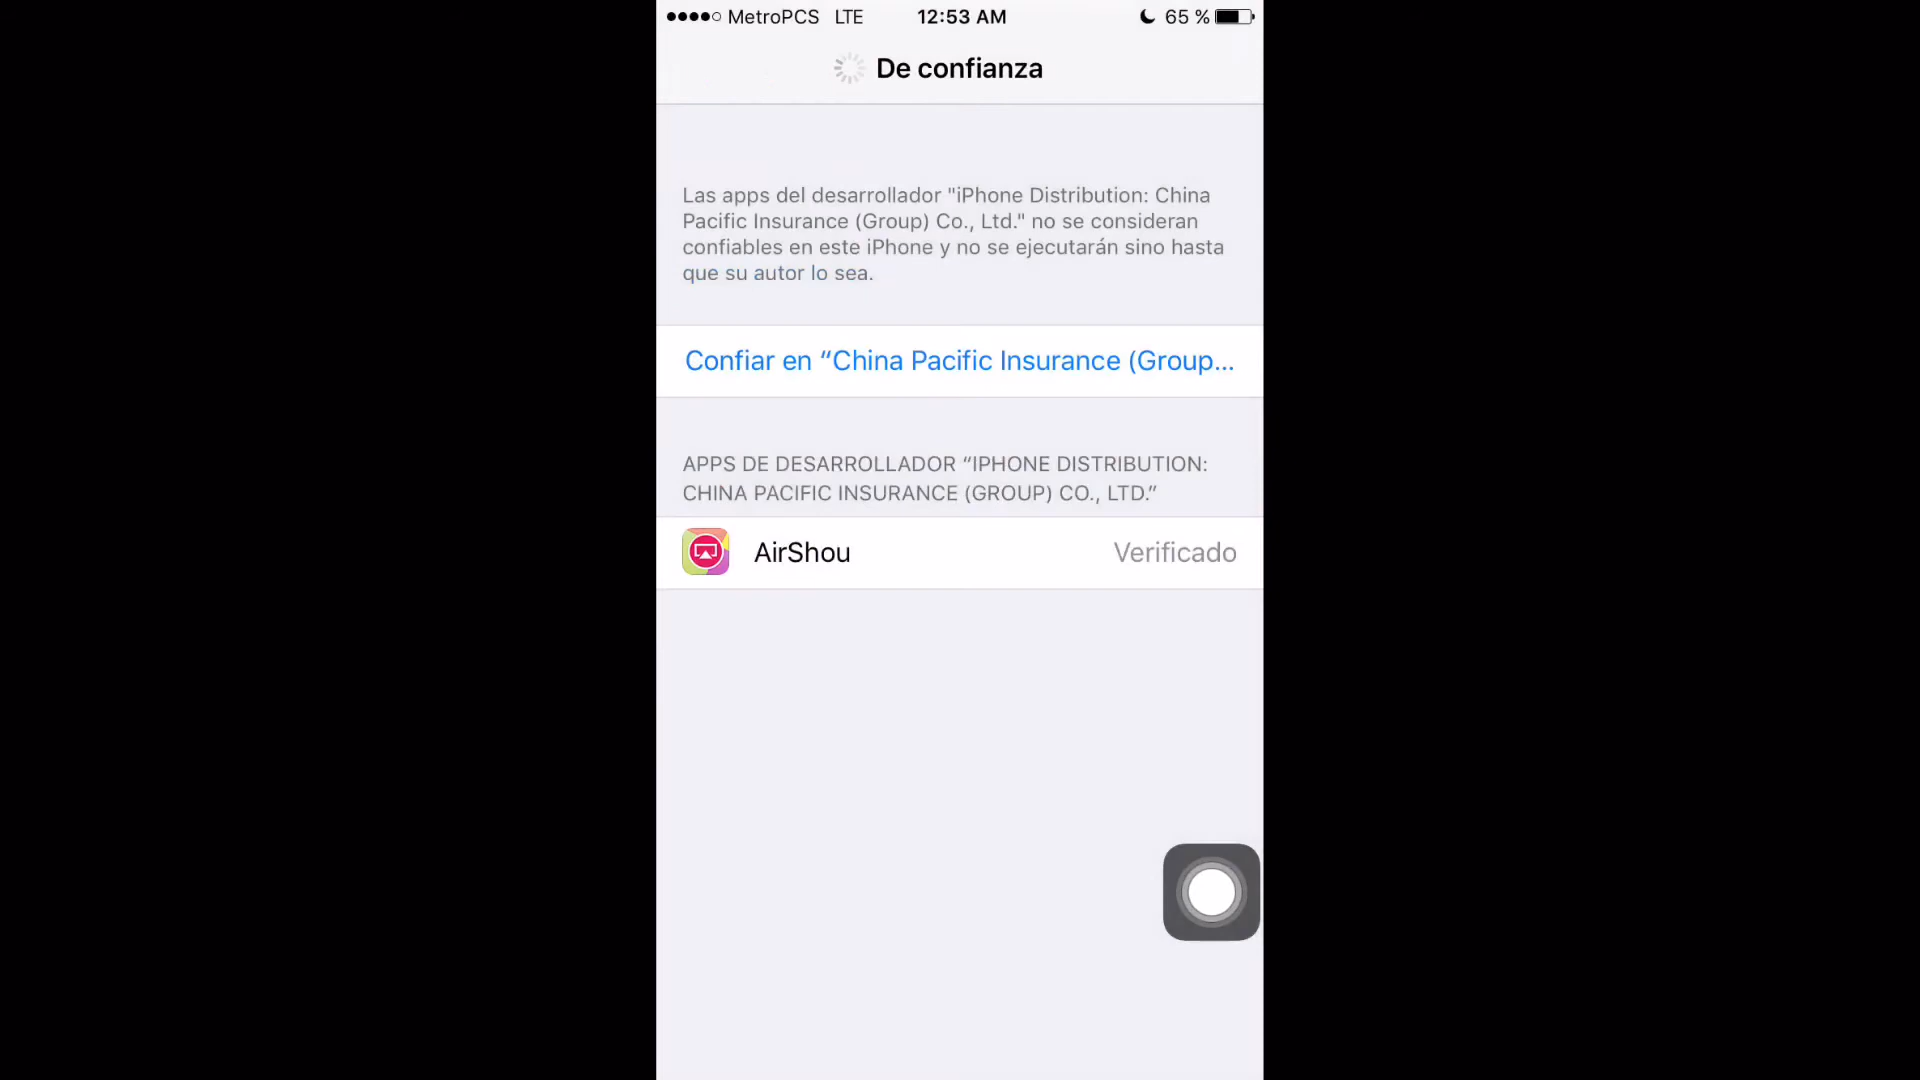 MetroPCS LTE 12:53 AM 65 %
De confianza
Las apps del desarrollador "iPhone Distribution: China
Pacific Insurance (Group) Co., Ltd." no se consideran
confiables en este iPhone y no se ejecutarán sino hasta
que su autor lo sea.
Confiar en “China Pacific Insurance (Group...
APPS DE DESARROLLADOR “IPHONE DISTRIBUTION:
CHINA PACIFIC INSURANCE (GROUP) CO., LTD.”
AirShou Verificado